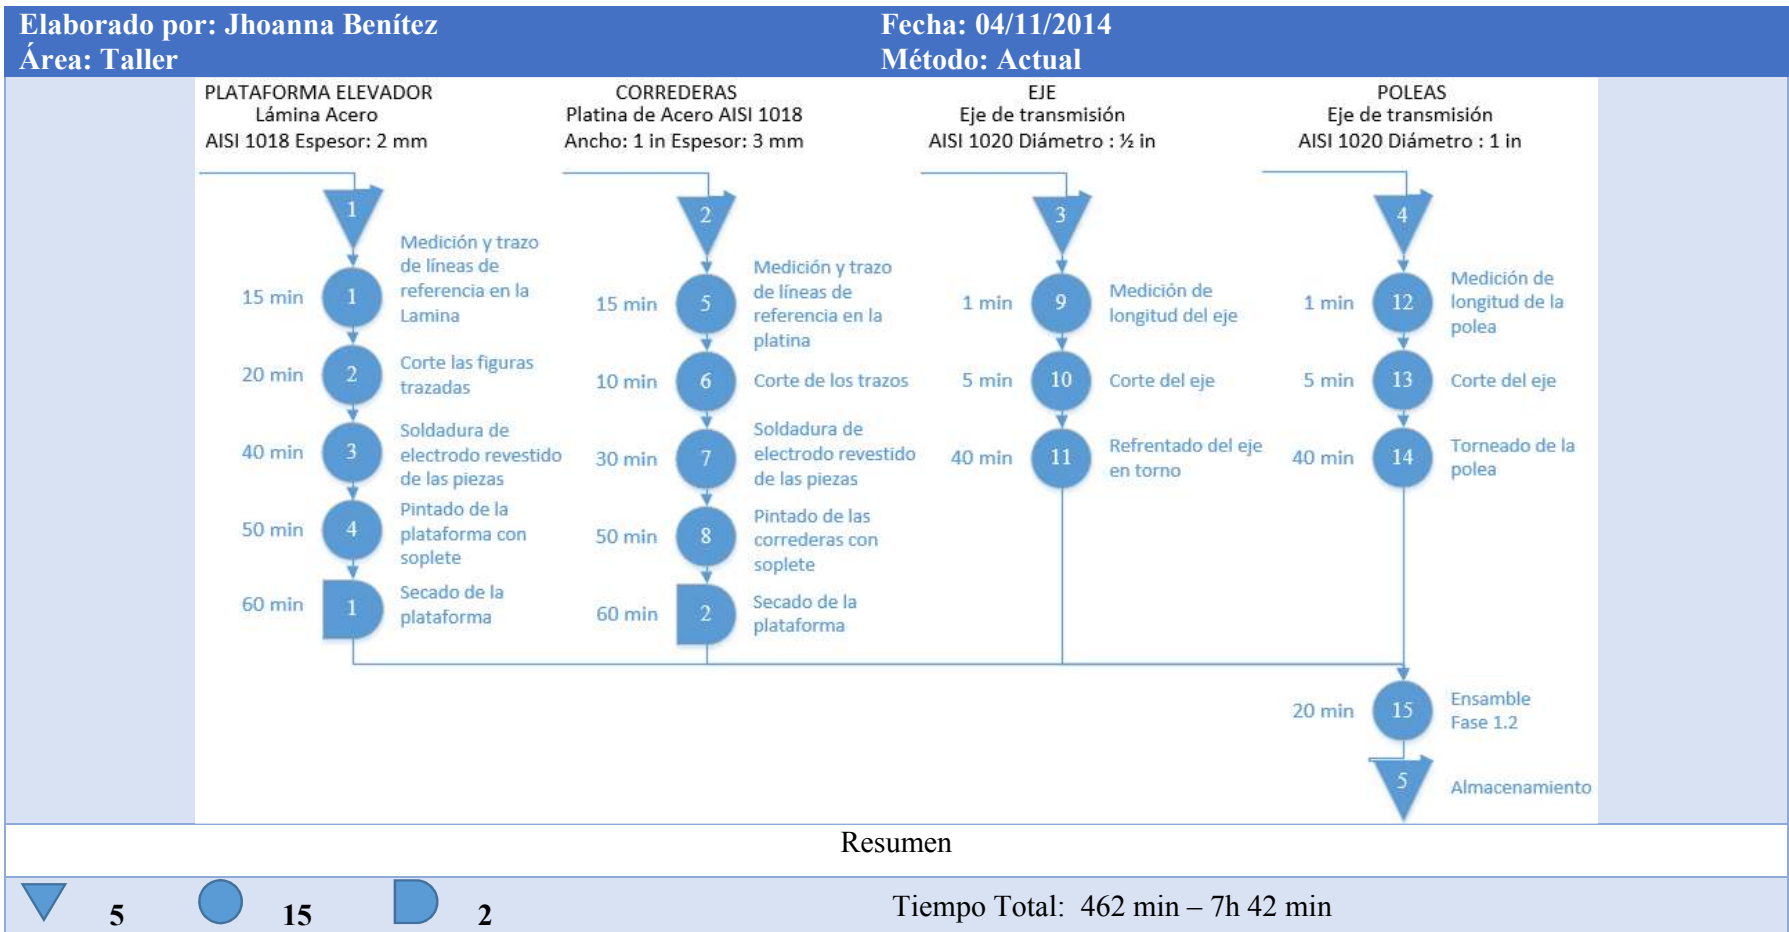 Elaborado por: Jhoanna Benítez
Fecha: 04/11/2014
Área: Taller
Método: Actual
PLATAFORMA ELEVADOR
Lámina Acero
AISI 1018 Espesor: 2 mm
CORREDERAS
Platina de Acero AISI 1018
Ancho: 1 in Espesor: 3 mm
EJE
Eje de transmisión
AISI 1020 Diámetro : ½ in
POLEAS
Eje de transmisión
AISI 1020 Diámetro : 1 in
1
15 min
1
Medición y trazo
de líneas de
referencia en la
Lamina
20 min
2
Corte las figuras
trazadas
40 min
3
Soldadura de
electrodo revestido
de las piezas
50 min
4
Pintado de la
plataforma con
soplete
60 min
1
Secado de la
plataforma
2
15 min
5
Medición y trazo
de líneas de
referencia en la
platina
10 min
6
Corte de los trazos
30 min
7
Soldadura de
electrodo revestido
de las piezas
50 min
8
Pintado de las
correderas con
soplete
60 min
2
Secado de la
plataforma
3
1 min
9
Medición de
longitud del eje
5 min
10
Corte del eje
40 min
11
Refrentado del eje
en torno
4
1 min
12
Medición de
longitud de la
polea
5 min
13
Corte del eje
40 min
14
Torneado de la
polea
20 min
15
Ensamble
Fase 1.2
5
Almacenamiento
Resumen
5
15
2
Tiempo Total: 462 min – 7h 42 min